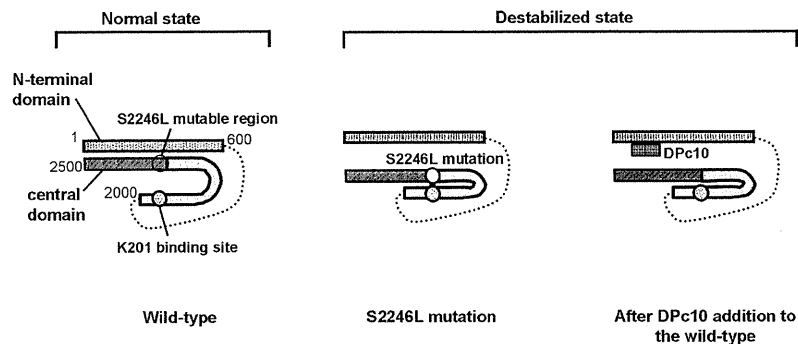 Normal state
Destabilized state
N-terminal
domain
S2246L mutable region
1
600
2500
central
domain
2000
K201 binding site
S2246L mutation
DPc10
Wild-type
S2246L mutation
After DPc10 addition to
the wild-type